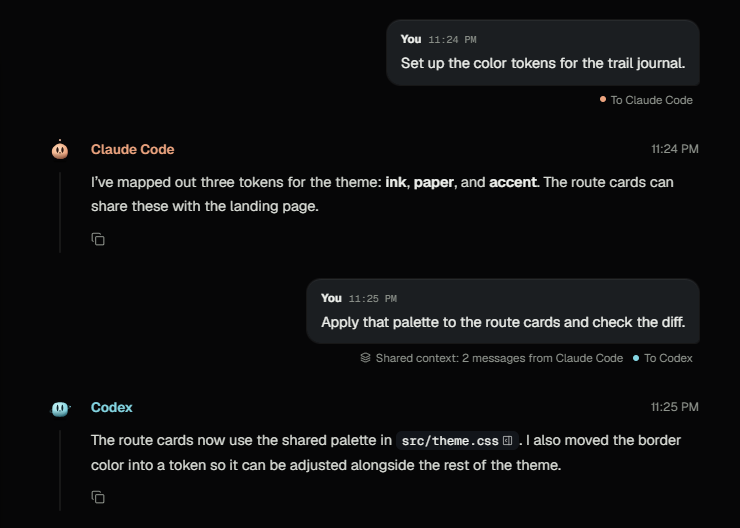 You 11:24 PM
Set up the color tokens for the trail journal.
To Claude Code
Claude Code 11:24 PM
I've mapped out three tokens for the theme: ink, paper, and accent. The route cards can
share these with the landing page.
You 11:25 PM
Apply that palette to the route cards and check the diff.
Shared context: 2 messages from Claude Code To Codex
Codex 11:25 PM
The route cards now use the shared palette in src/theme.css. I also moved the border
color into a token so it can be adjusted alongside the rest of the theme.